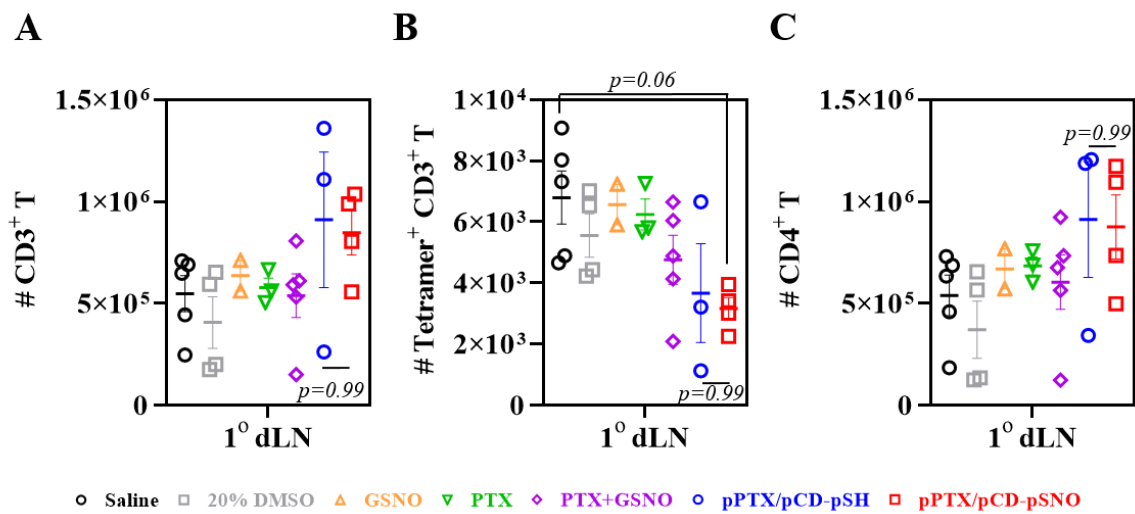 A
B
C
# CD3⁺ T
1.5×10⁶
1×10⁶
5×10⁵
0
p=0.99
1° dLN
# Tetramer⁺ CD3⁺ T
1×10⁴
8×10³
6×10³
4×10³
2×10³
0
p=0.06
p=0.99
1° dLN
# CD4⁺ T
1.5×10⁶
1×10⁶
5×10⁵
0
p=0.99
1° dLN
Saline 20% DMSO GSNO PTX PTX+GSNO pPTX/pCD-pSH pPTX/pCD-pSNO